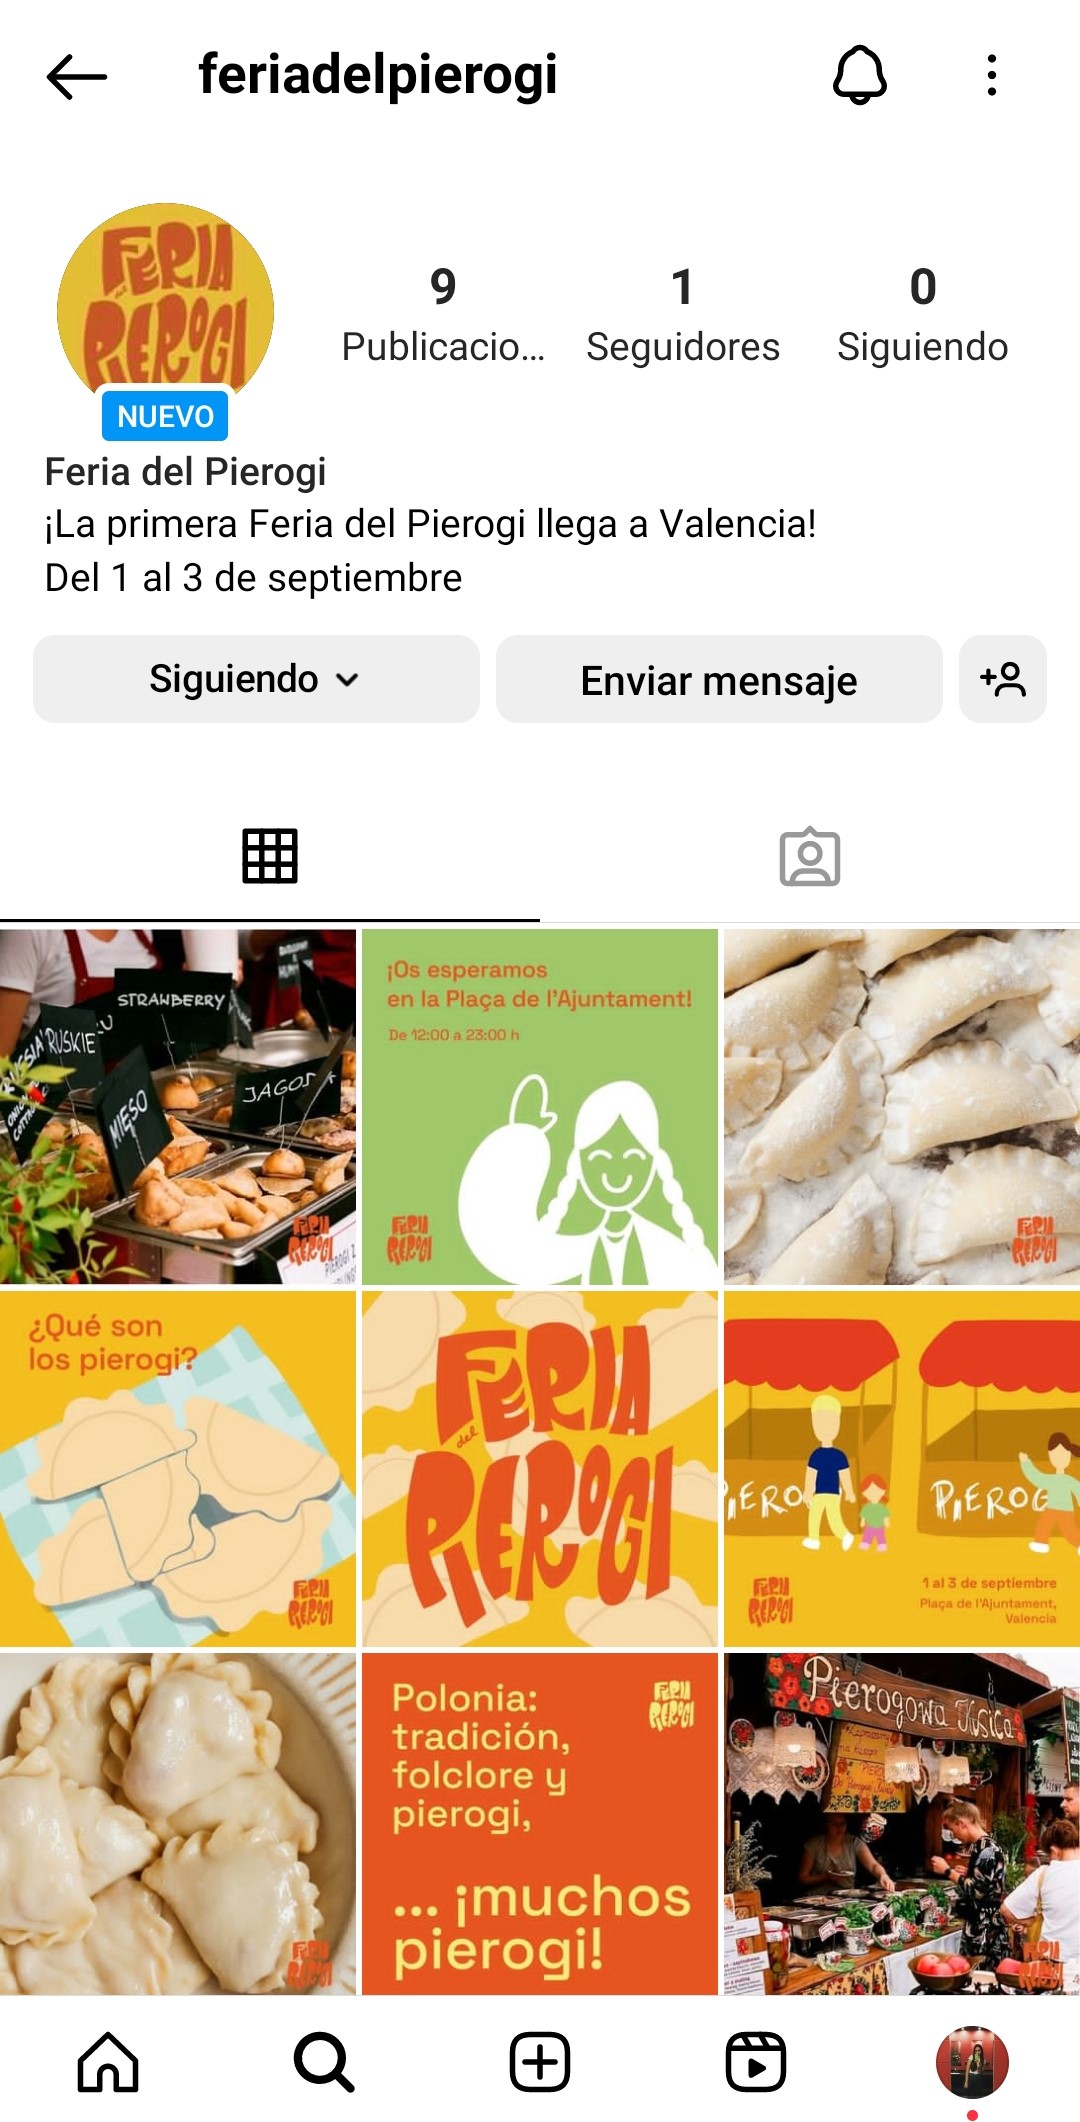 feriadelpierogi
FERIA
del
PIEROGI
9
1
0
Publicacio...
Seguidores
Siguiendo
NUEVO
Feria del Pierogi
¡La primera Feria del Pierogi llega a Valencia!
Del 1 al 3 de septiembre
Siguiendo
Enviar mensaje
STRAWBERRY
RUSKIE
MIĘSO
JAGODY
FERIA
PIEROGI
¡Os esperamos
en la Plaça de l'Ajuntament!
De 12:00 a 23:00 h
FERIA
PIEROGI
FERIA
PIEROGI
¿Qué son
los pierogi?
FERIA
PIEROGI
FERIA
del
PIEROGI
PIERO
PIEROG
FERIA
PIEROGI
1 al 3 de septiembre
Plaça de l'Ajuntament,
Valencia
FERIA
PIEROGI
Polonia:
tradición,
folclore y
pierogi,
... ¡muchos
pierogi!
FERIA
PIEROGI
Pierogowa
FERIA
PIEROGI